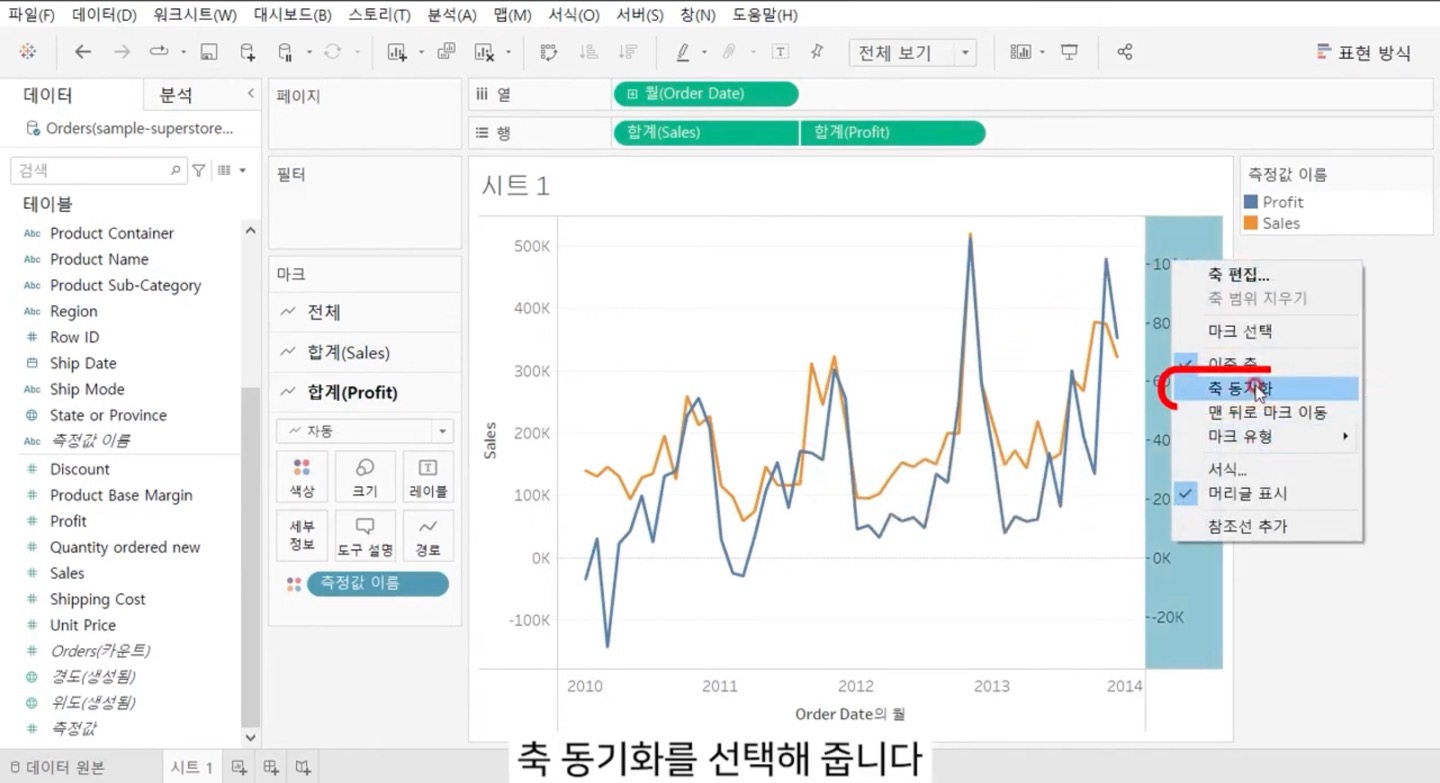 파일(F) 데이터(D) 워크시트(W) 대시보드(B) 스토리(T) 분석(A) 맵(M) 서식(O) 서버(S) 창(N) 도움말(H)
전체 보기
표현 방식
데이터 분석
Orders(sample-superstore...
검색
테이블
Abc Product Container
Abc Product Name
Abc Product Sub-Category
Abc Region
# Row ID
Ship Date
Abc Ship Mode
State or Province
Abc 측정값 이름
# Discount
# Product Base Margin
# Profit
# Quantity ordered new
# Sales
# Shipping Cost
# Unit Price
# Orders(카운트)
경도(생성됨)
위도(생성됨)
# 측정값
페이지
필터
마크
전체
합계(Sales)
합계(Profit)
자동
색상 크기 레이블
세부 정보 도구 설명 경로
측정값 이름
iii 열 월(Order Date)
행 합계(Sales) 합계(Profit)
시트 1
500K
400K
300K
200K
100K
0K
-100K
Sales
2010 2011 2012 2013 2014
Order Date의 월
80
60
40
20
0K
-20K
측정값 이름
Profit
Sales
축 편집...
축 범위 지우기
마크 선택
이중 축
축 동기화
맨 뒤로 마크 이동
마크 유형
서식...
머리글 표시
참조선 추가
데이터 원본 시트 1
축 동기화를 선택해 줍니다